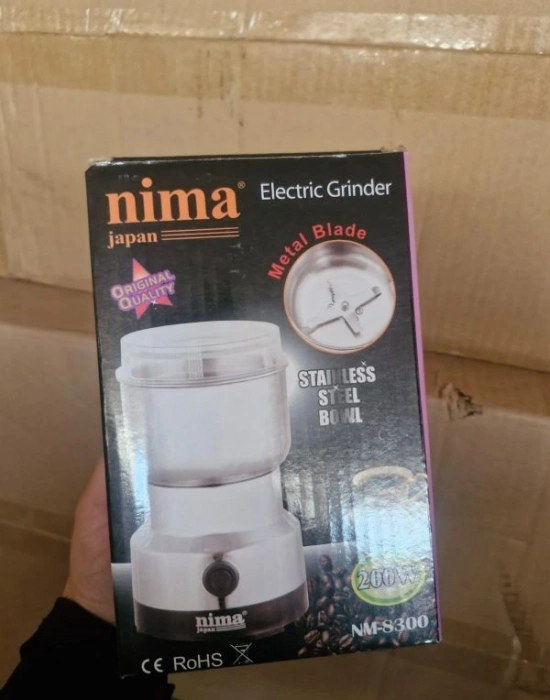 nima®
japan
Electric Grinder
Metal Blade
ORIGINAL
QUALITY
STAINLESS
STEEL
BOWL
200W
nima
japan
NM-8300
CE RoHS